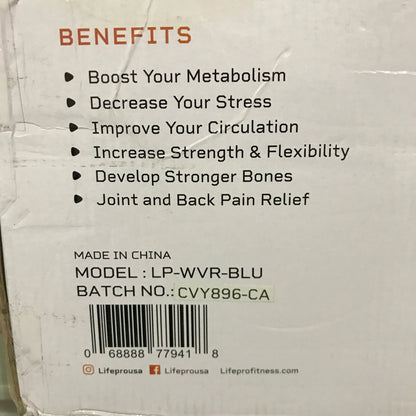 BENEFITS
Boost Your Metabolism
Decrease Your Stress
Improve Your Circulation
Increase Strength & Flexibility
Develop Stronger Bones
Joint and Back Pain Relief
MADE IN CHINA
MODEL : LP-WVR-BLU
BATCH NO.: CVY896-CA
0 68888 77941 8
Lifeprousa Lifeprousa Lifeprofitness.com